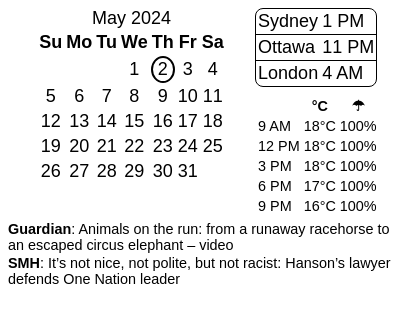 May 2024
Su Mo Tu We Th Fr Sa
1 2 3 4
5 6 7 8 9 10 11
12 13 14 15 16 17 18
19 20 21 22 23 24 25
26 27 28 29 30 31
Sydney 1 PM
Ottawa 11 PM
London 4 AM
°C ☂
9 AM 18°C 100%
12 PM 18°C 100%
3 PM 18°C 100%
6 PM 17°C 100%
9 PM 16°C 100%
Guardian: Animals on the run: from a runaway racehorse to
an escaped circus elephant – video
SMH: It’s not nice, not polite, but not racist: Hanson’s lawyer
defends One Nation leader